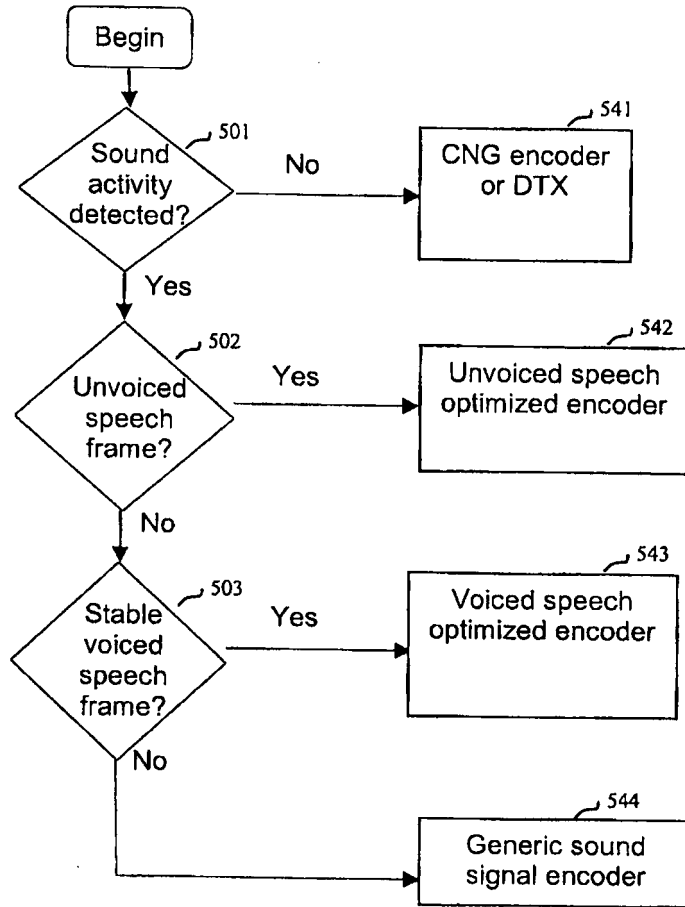 Begin
501
Sound
activity
detected?
No
541
CNG encoder
or DTX
Yes
502
Unvoiced
speech
frame?
Yes
542
Unvoiced speech
optimized encoder
No
503
Stable
voiced
speech
frame?
Yes
543
Voiced speech
optimized encoder
No
544
Generic sound
signal encoder